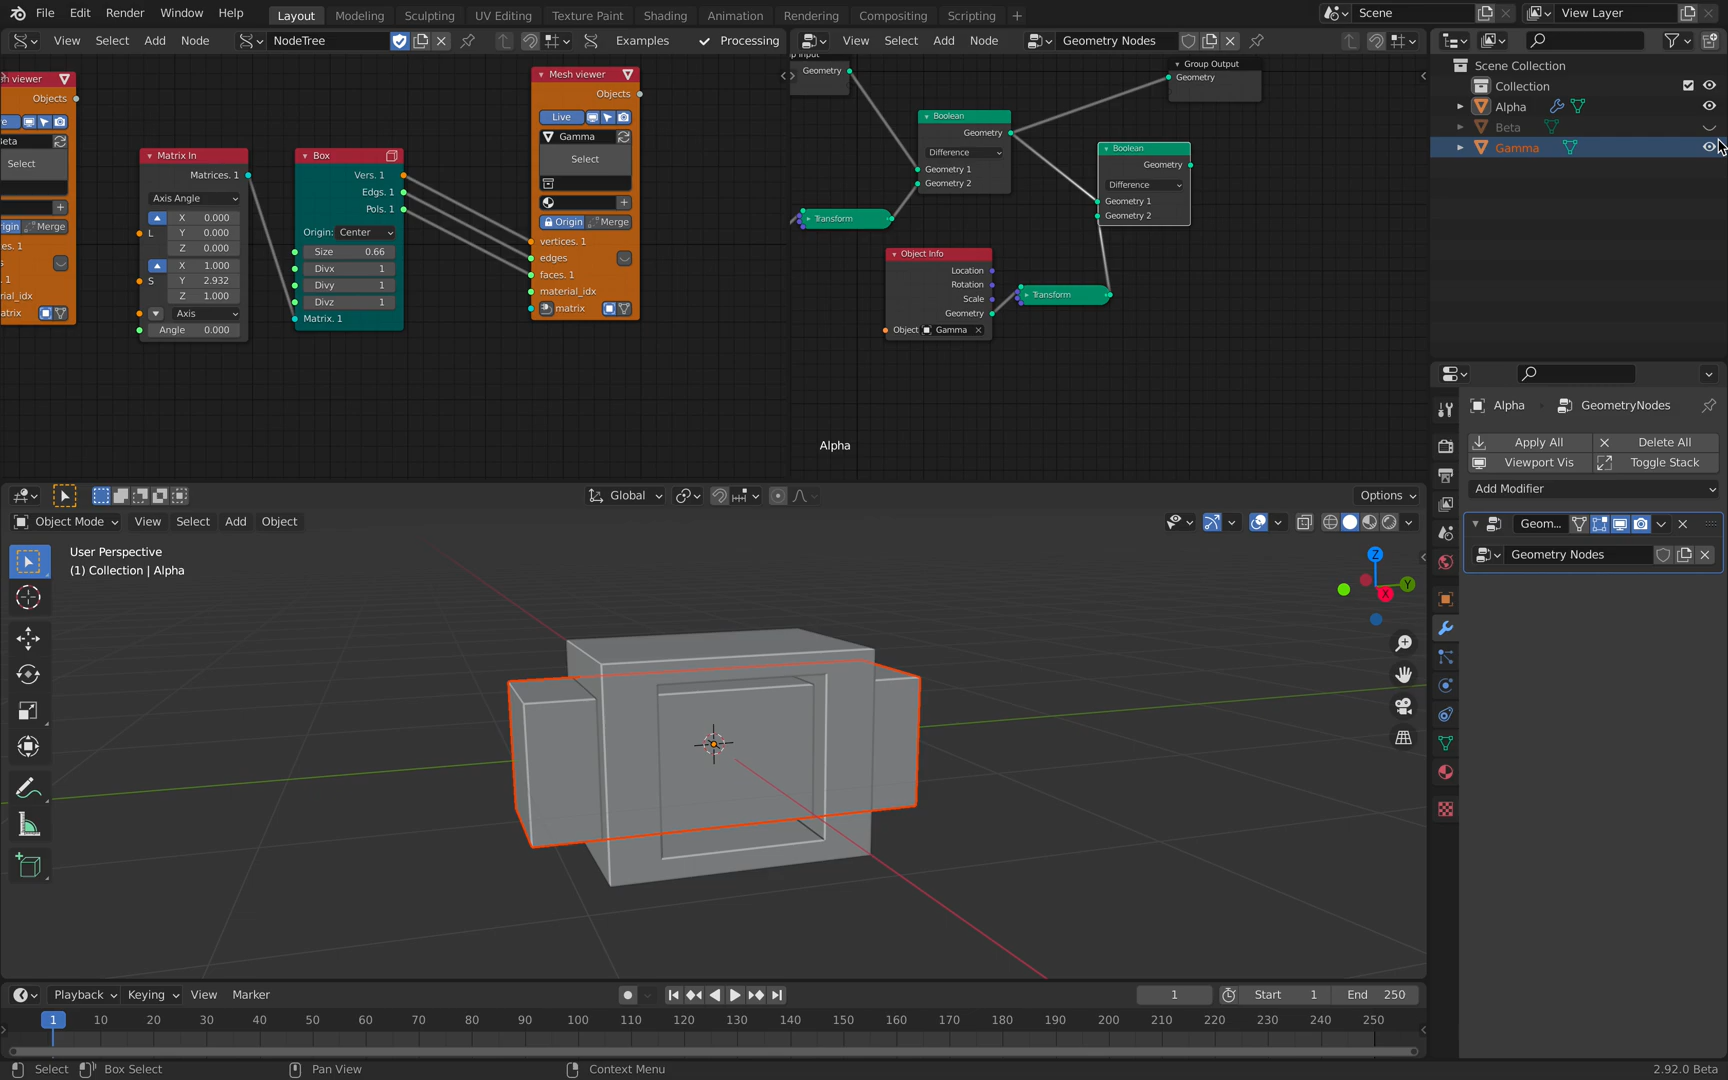 File Edit Render Window Help Layout Modeling Sculpting UV Editing Texture Paint Shading Animation Rendering Compositing Scripting + Scene View Layer
View Select Add Node NodeTree Examples Processing
View Select Add Node Geometry Nodes
Mesh viewer
Objects
Live
Gamma
Select
Origin Merge
vertices. 1
edges
faces. 1
material_idx
matrix
Select
Merge
Matrix In
Matrices. 1
Axis Angle
X 0.000
L Y 0.000
Z 0.000
X 1.000
S Y 2.932
Z 1.000
Axis
Angle 0.000
Box
Vers. 1
Edgs. 1
Pols. 1
Origin: Center
Size 0.66
Divx 1
Divy 1
Divz 1
Matrix. 1
Geometry
Group Output
Geometry
Boolean
Geometry
Difference
Geometry 1
Geometry 2
Boolean
Geometry
Difference
Geometry 1
Geometry 2
Transform
Object Info
Location
Rotation
Scale
Geometry
Object Gamma
Transform
Alpha
Scene Collection
Collection
Alpha
Beta
Gamma
Alpha GeometryNodes
Apply All Delete All
Viewport Vis Toggle Stack
Add Modifier
Geom...
Geometry Nodes
Global Options
Object Mode View Select Add Object
User Perspective
(1) Collection | Alpha
Z
Y
X
Playback Keying View Marker 1 Start 1 End 250
1 10 20 30 40 50 60 70 80 90 100 110 120 130 140 150 160 170 180 190 200 210 220 230 240 250
Select Box Select Pan View Context Menu 2.92.0 Beta